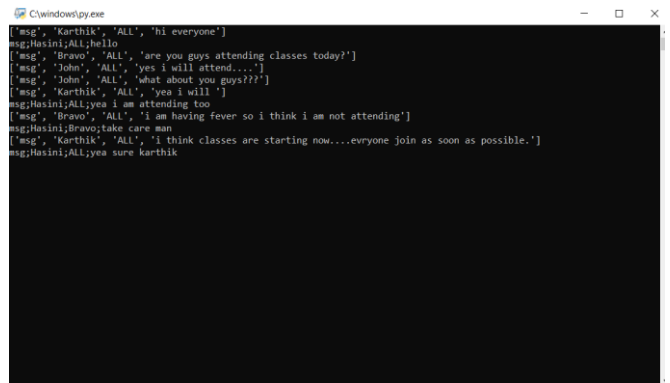 C:\windows\py.exe
['msg', 'Karthik', 'ALL', 'hi everyone']
msg;Hasini;ALL;hello
['msg', 'Bravo', 'ALL', 'are you guys attending classes today?']
['msg', 'John', 'ALL', 'yes i will attend....']
['msg', 'John', 'ALL', 'what about you guys???']
['msg', 'Karthik', 'ALL', 'yea i will ']
msg;Hasini;ALL;yea i am attending too
['msg', 'Bravo', 'ALL', 'i am having fever so i think i am not attending']
msg;Hasini;Bravo;take care man
['msg', 'Karthik', 'ALL', 'i think classes are starting now....evryone join as soon as possible.']
msg;Hasini;ALL;yea sure karthik